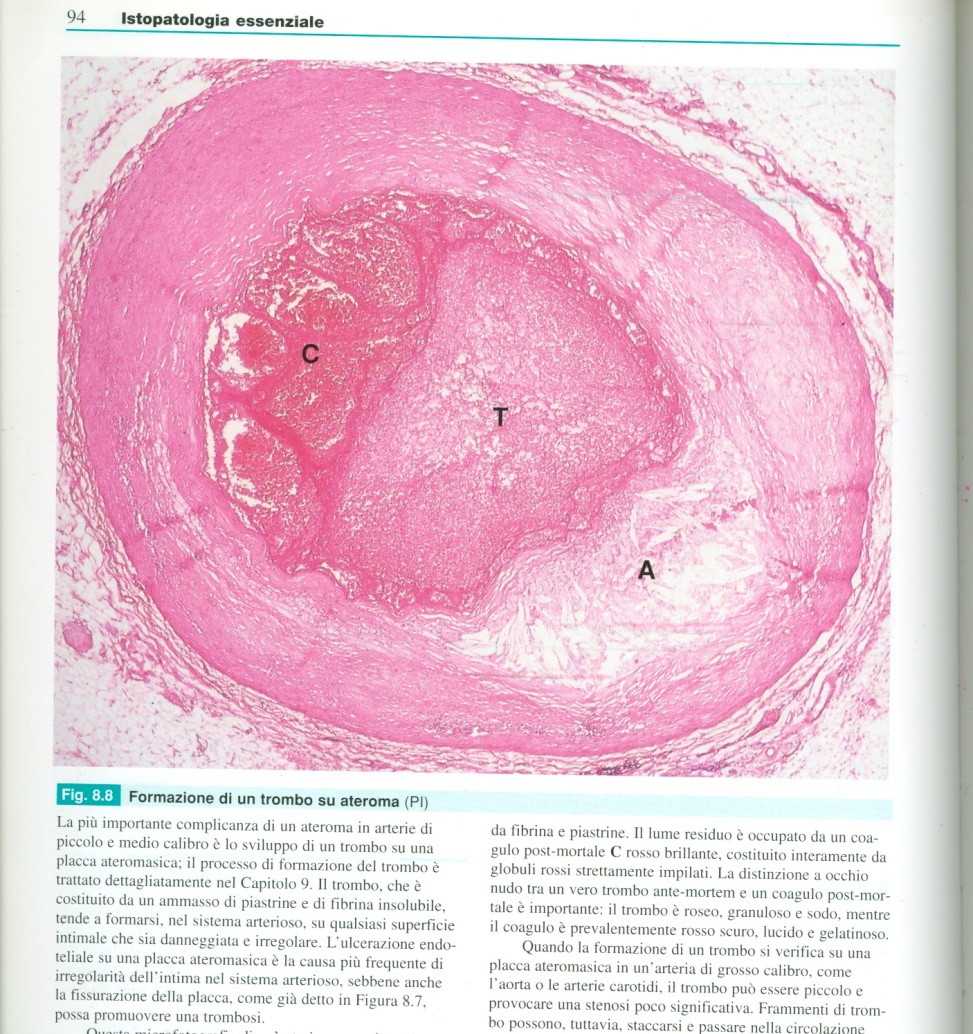 94 Istopatologia essenziale
C
T
A
Fig. 8.8 Formazione di un trombo su ateroma (PI)
La più importante complicanza di un ateroma in arterie di
piccolo e medio calibro è lo sviluppo di un trombo su una
placca ateromasica; il processo di formazione del trombo è
trattato dettagliatamente nel Capitolo 9. Il trombo, che è
costituito da un ammasso di piastrine e di fibrina insolubile,
tende a formarsi, nel sistema arterioso, su qualsiasi superficie
intimale che sia danneggiata e irregolare. L'ulcerazione endo-
teliale su una placca ateromasica è la causa più frequente di
irregolarità dell'intima nel sistema arterioso, sebbene anche
la fissurazione della placca, come già detto in Figura 8.7,
possa promuovere una trombosi.
da fibrina e piastrine. Il lume residuo è occupato da un coa-
gulo post-mortale C rosso brillante, costituito interamente da
globuli rossi strettamente impilati. La distinzione a occhio
nudo tra un vero trombo ante-mortem e un coagulo post-mor-
tale è importante: il trombo è roseo, granuloso e sodo, mentre
il coagulo è prevalentemente rosso scuro, lucido e gelatinoso.
Quando la formazione di un trombo si verifica su una
placca ateromasica in un'arteria di grosso calibro, come
l'aorta o le arterie carotidi, il trombo può essere piccolo e
provocare una stenosi poco significativa. Frammenti di trom-
bo possono, tuttavia, staccarsi e passare nella circolazione